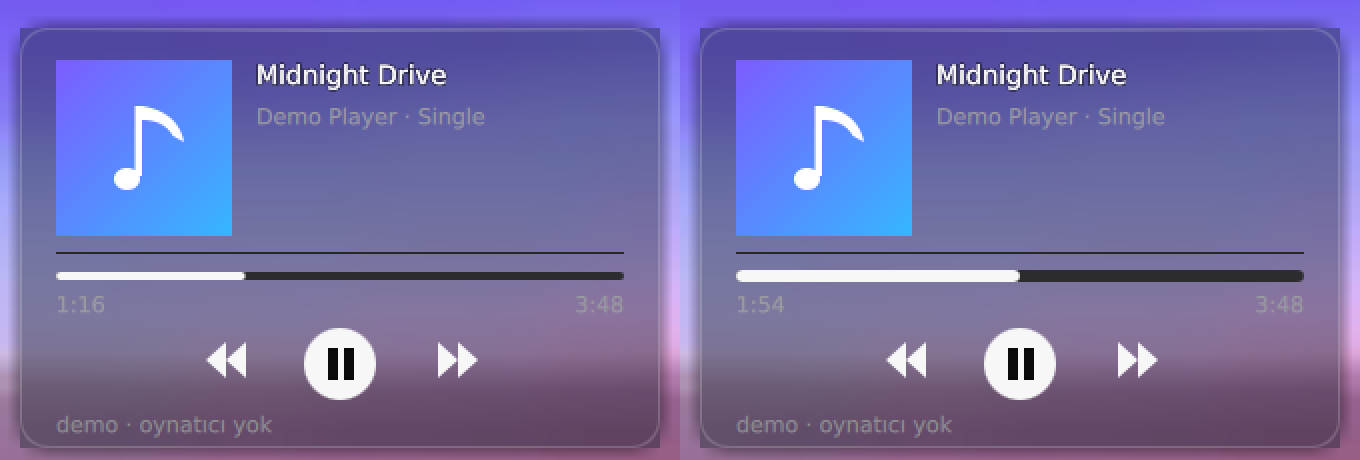 Midnight Drive
Demo Player · Single
1:16 3:48
demo · oynatıcı yok
Midnight Drive
Demo Player · Single
1:54 3:48
demo · oynatıcı yok